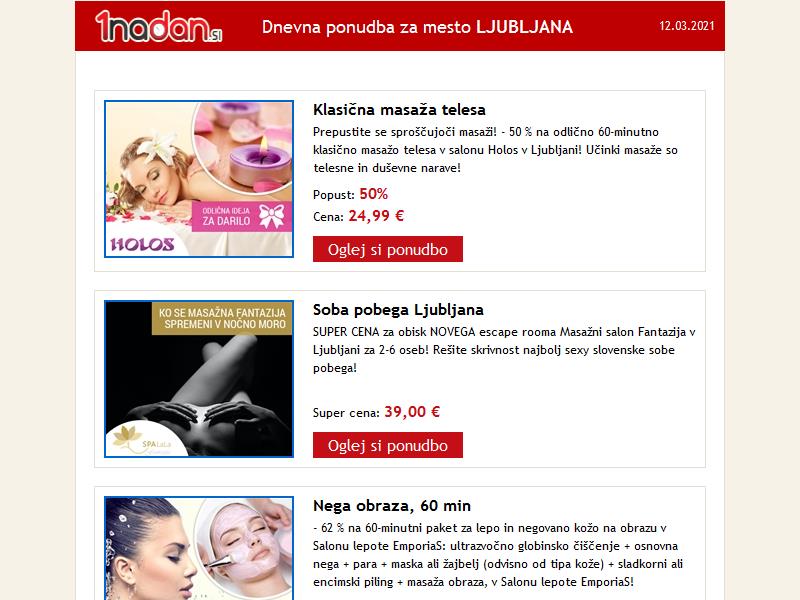 1nadan.si
Dnevna ponudba za mesto LJUBLJANA
12.03.2021
ODLIČNA IDEJA
ZA DARILO
HOLOS
Klasična masaža telesa
Prepustite se sproščujoči masaži! - 50 % na odlično 60-minutno
klasično masažo telesa v salonu Holos v Ljubljani! Učinki masaže so
telesne in duševne narave!
Popust: 50%
Cena: 24,99 €
Oglej si ponudbo
KO SE MASAŽNA FANTAZIJA
SPREMENI V NOČNO MORO
SPA LaLa
Soba pobega Ljubljana
SUPER CENA za obisk NOVEGA escape rooma Masažni salon Fantazija v
Ljubljani za 2-6 oseb! Rešite skrivnost najbolj sexy slovenske sobe
pobega!
Super cena: 39,00 €
Oglej si ponudbo
Nega obraza, 60 min
- 62 % na 60-minutni paket za lepo in negovano kožo na obrazu v
Salonu lepote EmporiaS: ultrazvočno globinsko čiščenje + osnovna
nega + para + maska ali žajbelj (odvisno od tipa kože) + sladkorni ali
encimski piling + masaža obraza, v Salonu lepote EmporiaS!